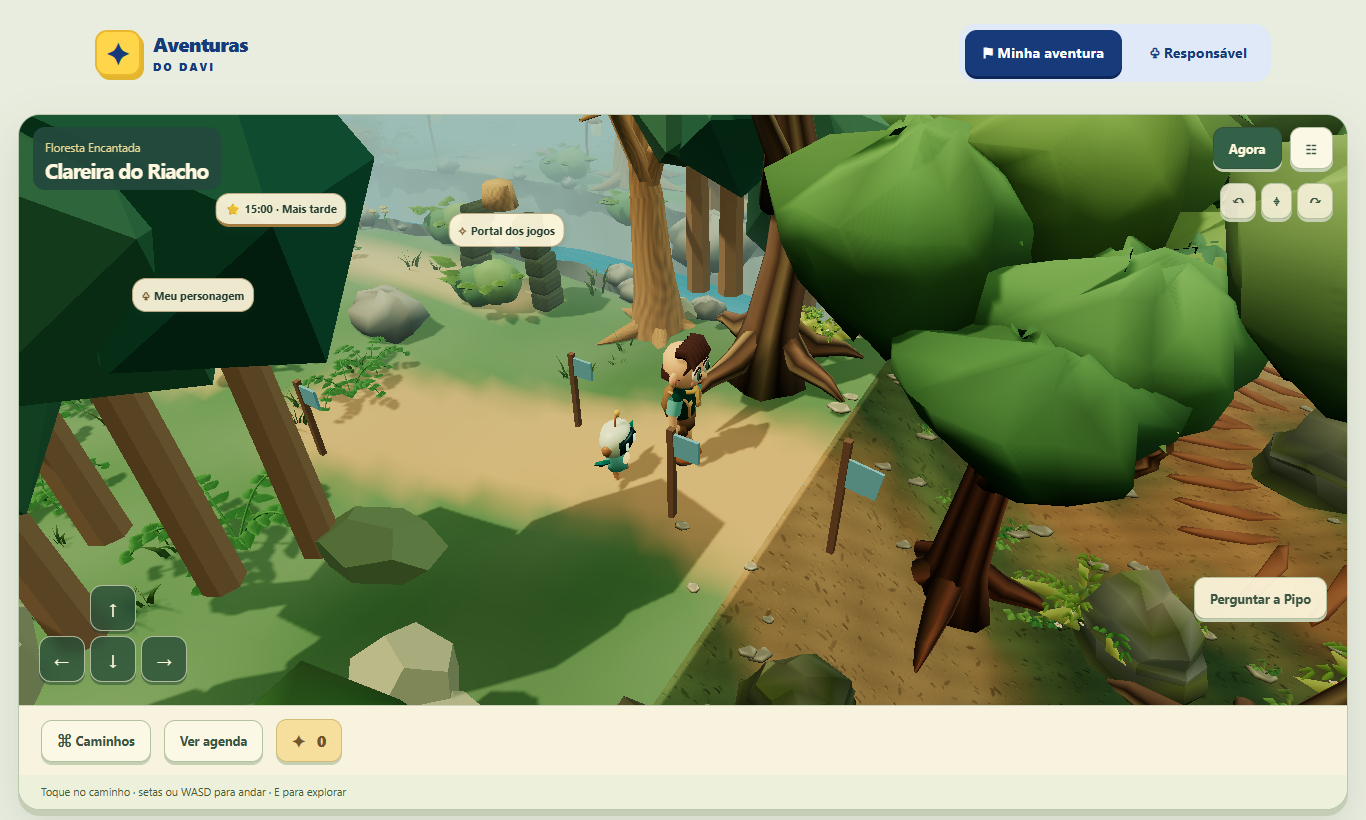 Aventuras
DO DAVI
Minha aventura
Responsável
Floresta Encantada
Clareira do Riacho
Agora
15:00 · Mais tarde
Portal dos jogos
Meu personagem
Perguntar a Pipo
↑
← ↓ →
⌘ Caminhos
Ver agenda
0
Toque no caminho · setas ou WASD para andar · E para explorar